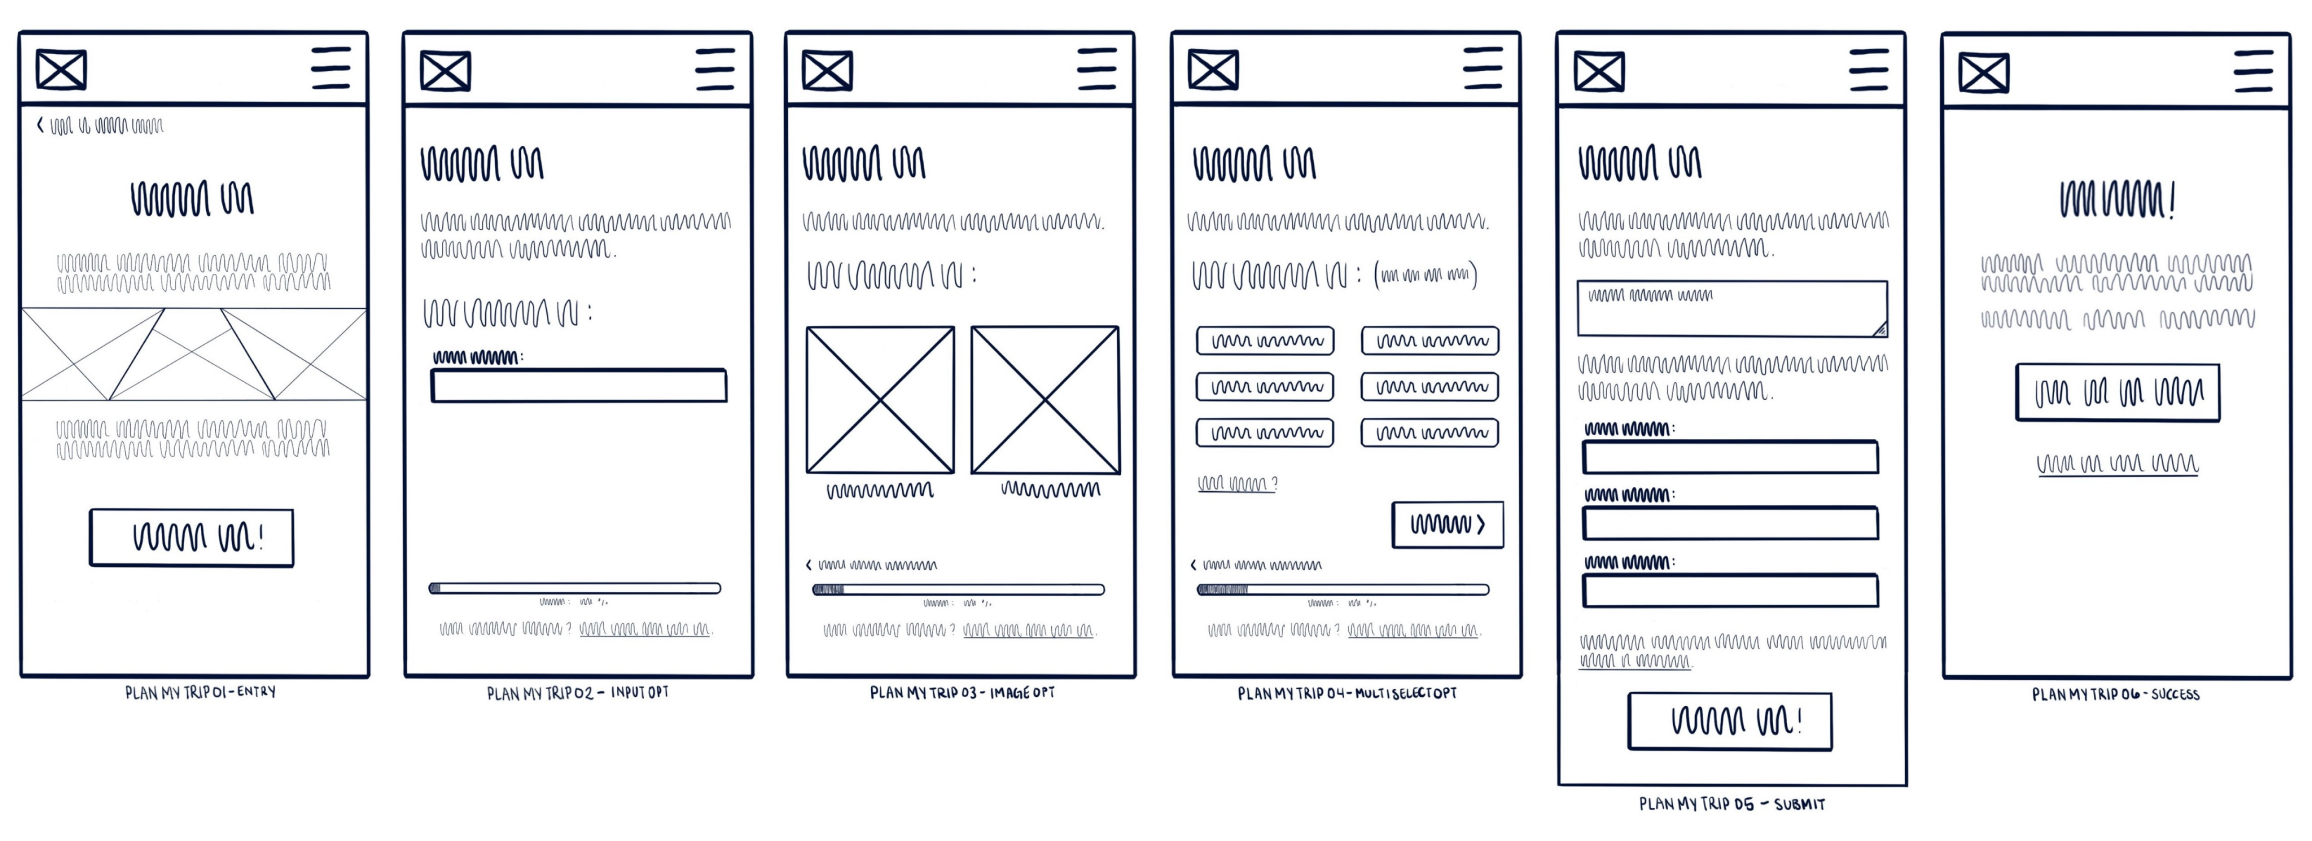 PLAN MY TRIP 01 - ENTRY
PLAN MY TRIP 02 - INPUT OPT
PLAN MY TRIP 03 - IMAGE OPT
PLAN MY TRIP 04 - MULTISELECT OPT
PLAN MY TRIP 05 - SUBMIT
PLAN MY TRIP 06 - SUCCESS